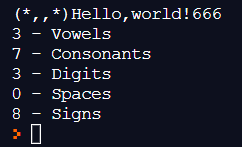 (*,,*)Hello,world!666
3 – Vowels
7 – Consonants
3 – Digits
0 – Spaces
8 – Signs
>